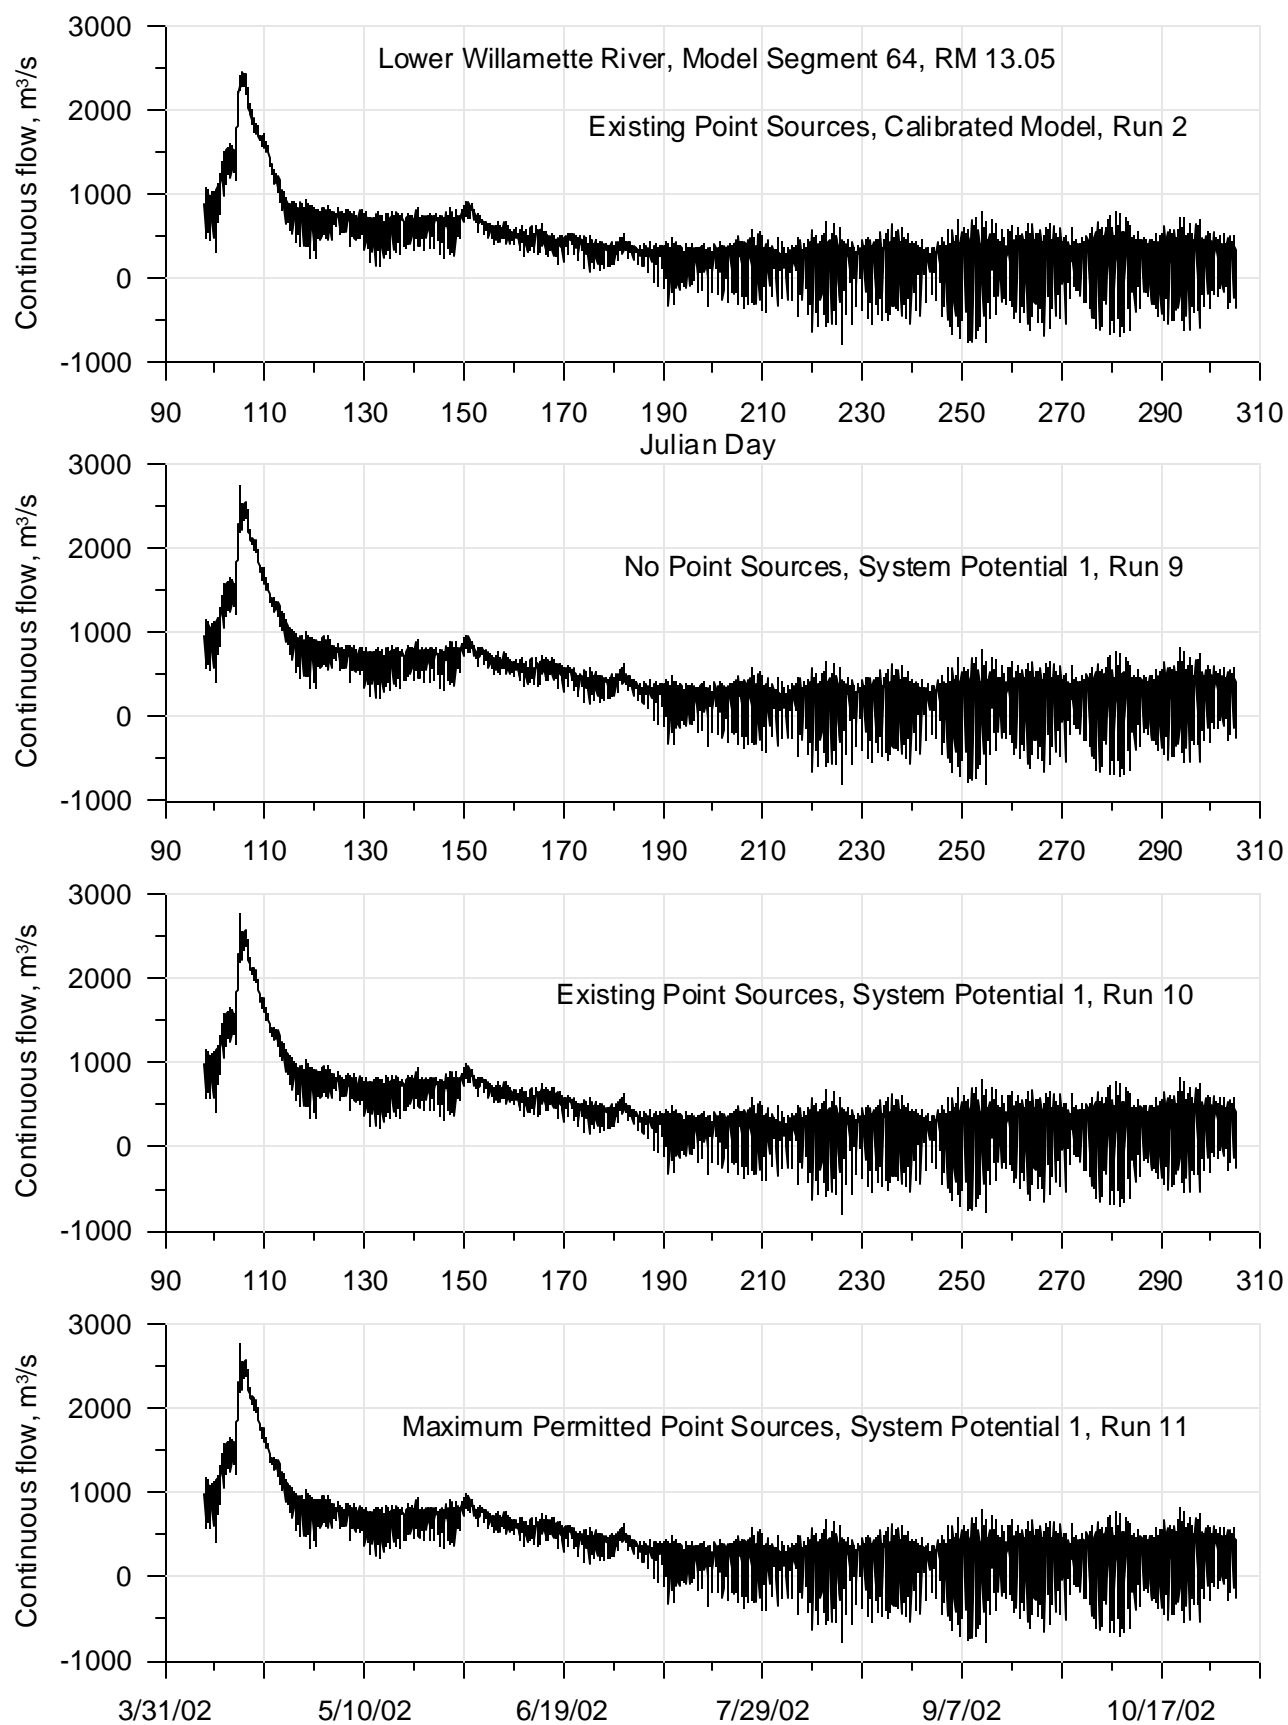 Lower Willamette River, Model Segment 64, RM 13.05
Existing Point Sources, Calibrated Model, Run 2
Continuous flow, m³/s
3000
2000
1000
0
-1000
90 110 130 150 170 190 210 230 250 270 290 310
Julian Day
No Point Sources, System Potential 1, Run 9
Continuous flow, m³/s
3000
2000
1000
0
-1000
90 110 130 150 170 190 210 230 250 270 290 310
Existing Point Sources, System Potential 1, Run 10
Continuous flow, m³/s
3000
2000
1000
0
-1000
90 110 130 150 170 190 210 230 250 270 290 310
Maximum Permitted Point Sources, System Potential 1, Run 11
Continuous flow, m³/s
3000
2000
1000
0
-1000
3/31/02 5/10/02 6/19/02 7/29/02 9/7/02 10/17/02